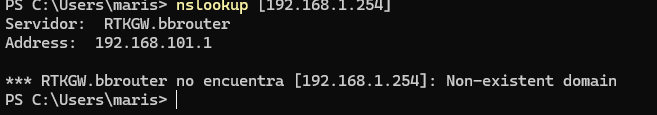 PS C:\Users\maris> nslookup [192.168.1.254]
Servidor:  RTKGW.bbrouter
Address:  192.168.101.1
*** RTKGW.bbrouter no encuentra [192.168.1.254]: Non-existent domain
PS C:\Users\maris>